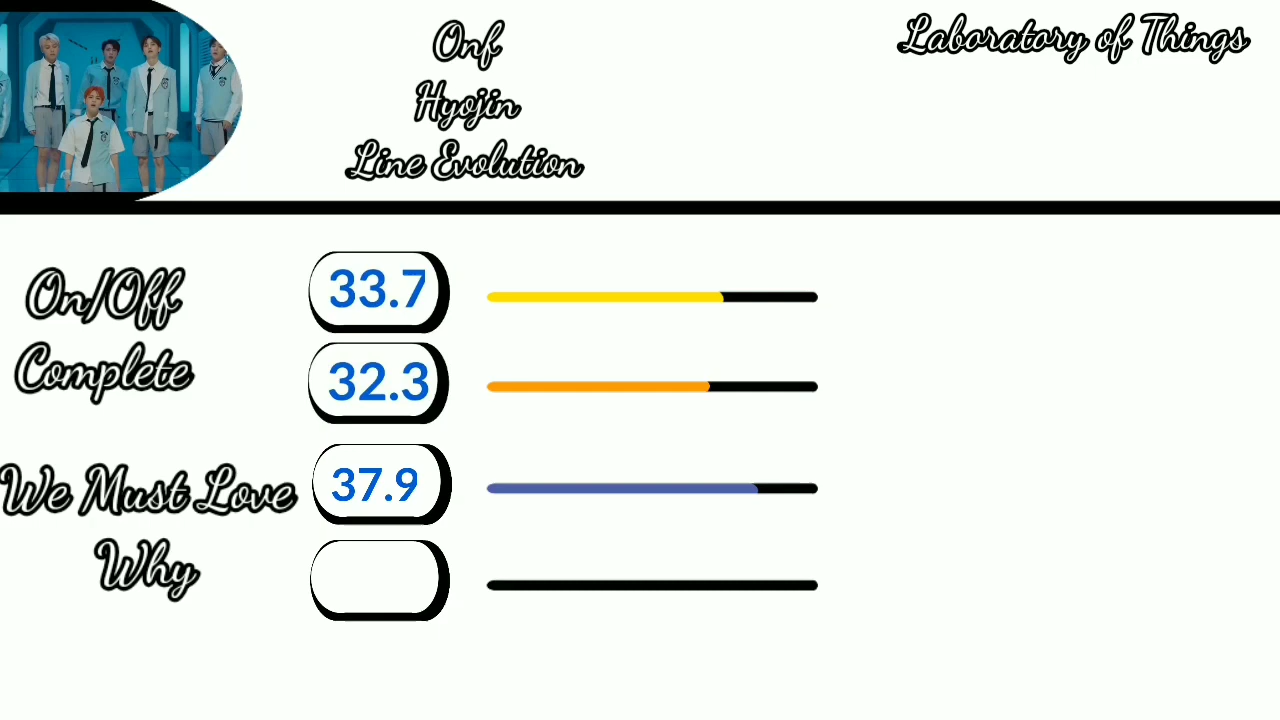 Onf
Hyojin
Line Evolution
Laboratory of Things
On/Off
33.7
Complete
32.3
We Must Love
37.9
Why